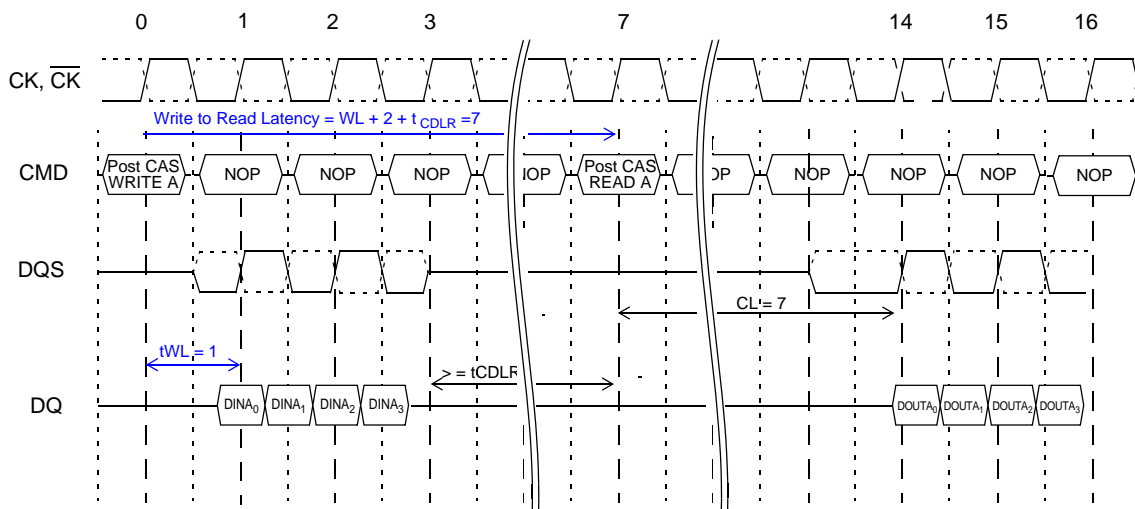 0 1 2 3 7 14 15 16
CK, CK
Write to Read Latency = WL + 2 + tCDLR =7
CMD
Post CAS
WRITE A
NOP
NOP
NOP
NOP
Post CAS
READ A
NOP
NOP
NOP
NOP
NOP
DQS
CL = 7
tWL = 1
> = tCDLR
DQ
DINA0 DINA1 DINA2 DINA3
DOUTA0 DOUTA1 DOUTA2 DOUTA3